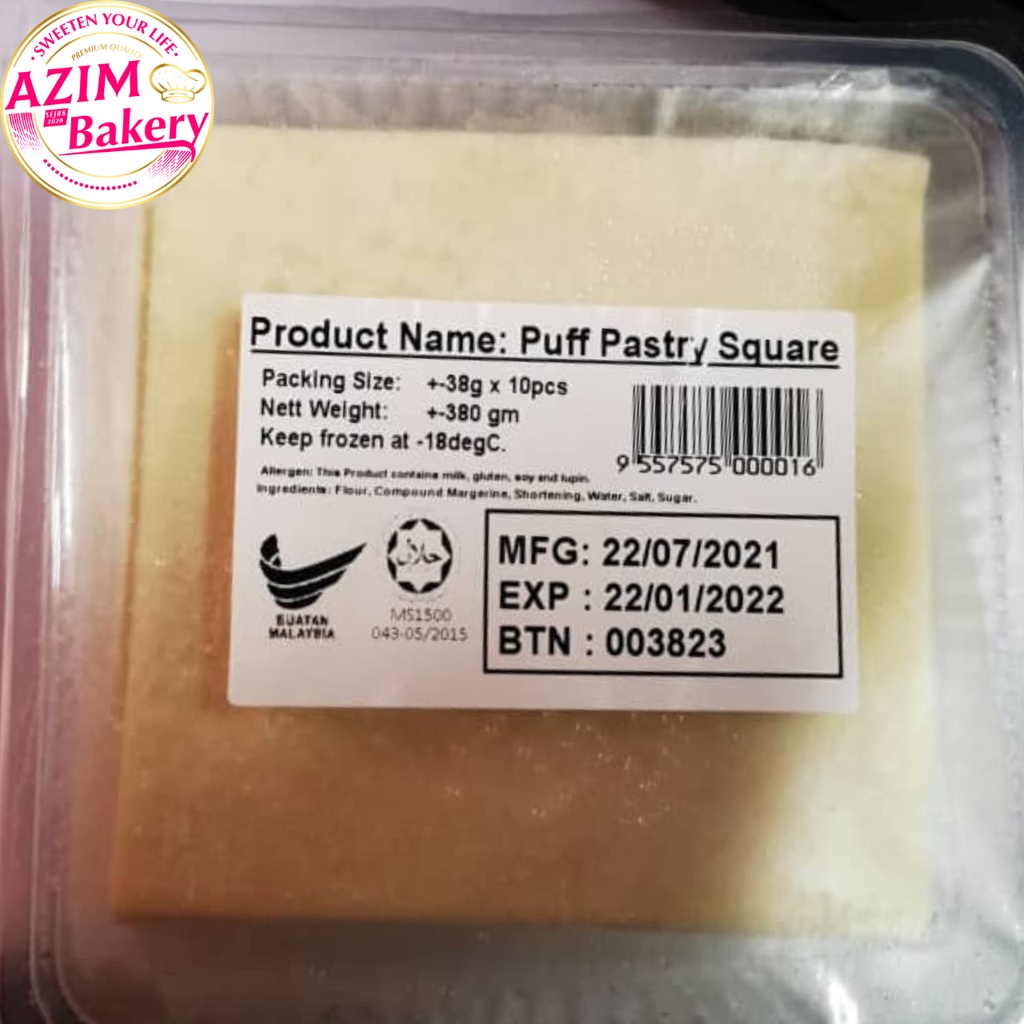 SWEETEN YOUR LIFE
PREMIUM QUALITY
AZIM
SEJAK
2020
Bakery
Product Name: Puff Pastry Square
Packing Size: +-38g x 10pcs
Nett Weight: +-380 gm
Keep frozen at -18degC.
9 557575 000016
Allergen: This Product contains milk, gluten, soy and lupin.
Ingredients: Flour, Compound Margerine, Shortening, Water, Salt, Sugar.
حلال
BUATAN
MALAYSIA
MS1500
043-05/2015
MFG: 22/07/2021
EXP : 22/01/2022
BTN : 003823